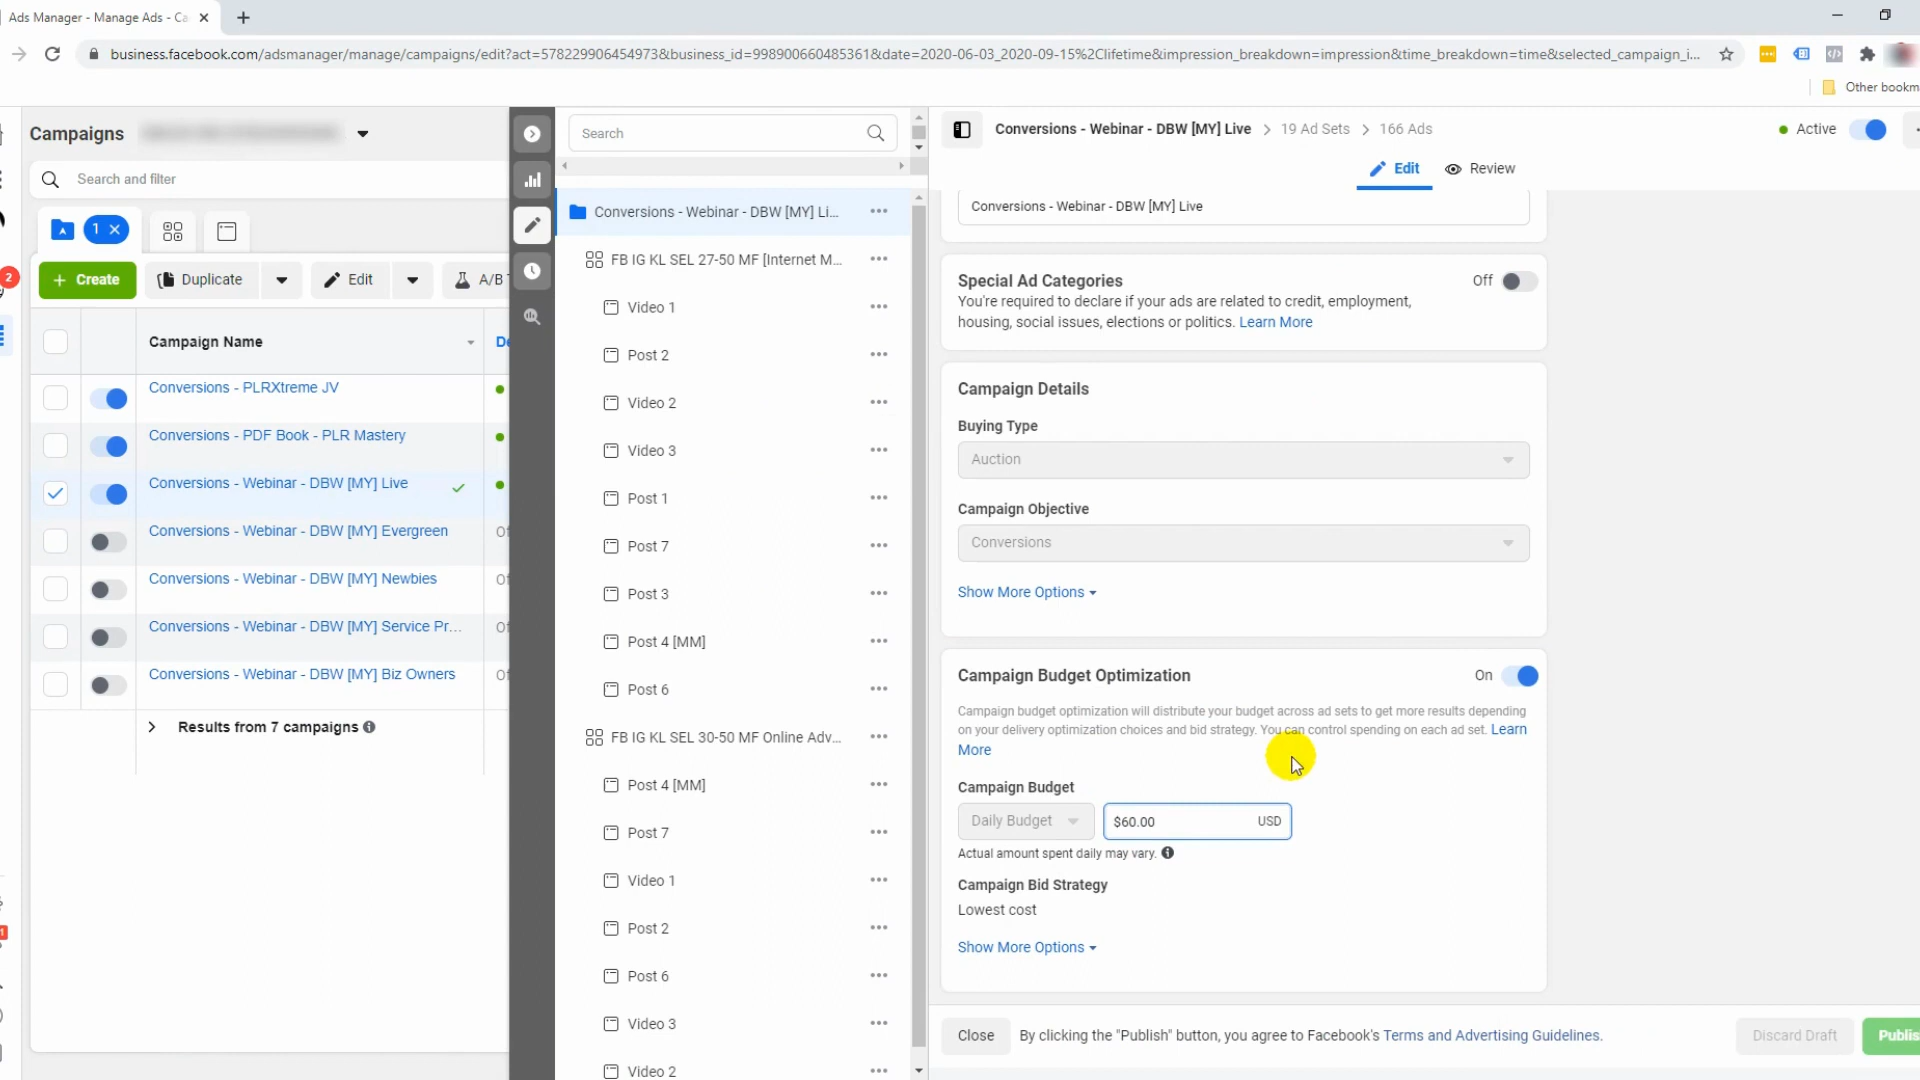 Ads Manager - Manage Ads - Ca
business.facebook.com/adsmanager/manage/campaigns/edit?act=578229906454973&business_id=998900660485361&date=2020-06-03_2020-09-15%2Clifetime&impression_breakdown=impression&time_breakdown=time&selected_campaign_i...
Other bookm
Campaigns
Search and filter
1
2
Create
Duplicate
Edit
A/B
Campaign Name
De
Conversions - PLRXtreme JV
Conversions - PDF Book - PLR Mastery
Conversions - Webinar - DBW [MY] Live
Conversions - Webinar - DBW [MY] Evergreen
Of
Conversions - Webinar - DBW [MY] Newbies
Of
Conversions - Webinar - DBW [MY] Service Pr...
Of
Conversions - Webinar - DBW [MY] Biz Owners
Of
Results from 7 campaigns
Search
Conversions - Webinar - DBW [MY] Li...
FB IG KL SEL 27-50 MF [Internet M...
Video 1
Post 2
Video 2
Video 3
Post 1
Post 7
Post 3
Post 4 [MM]
Post 6
FB IG KL SEL 30-50 MF Online Adv...
Post 4 [MM]
Post 7
Video 1
Post 2
Post 6
Video 3
Video 2
Conversions - Webinar - DBW [MY] Live > 19 Ad Sets > 166 Ads
Active
Edit
Review
Conversions - Webinar - DBW [MY] Live
Special Ad Categories
Off
You're required to declare if your ads are related to credit, employment,
housing, social issues, elections or politics. Learn More
Campaign Details
Buying Type
Auction
Campaign Objective
Conversions
Show More Options
Campaign Budget Optimization
On
Campaign budget optimization will distribute your budget across ad sets to get more results depending
on your delivery optimization choices and bid strategy. You can control spending on each ad set. Learn
More
Campaign Budget
Daily Budget
$60.00
USD
Actual amount spent daily may vary.
Campaign Bid Strategy
Lowest cost
Show More Options
Close
By clicking the "Publish" button, you agree to Facebook's Terms and Advertising Guidelines.
Discard Draft
Publis